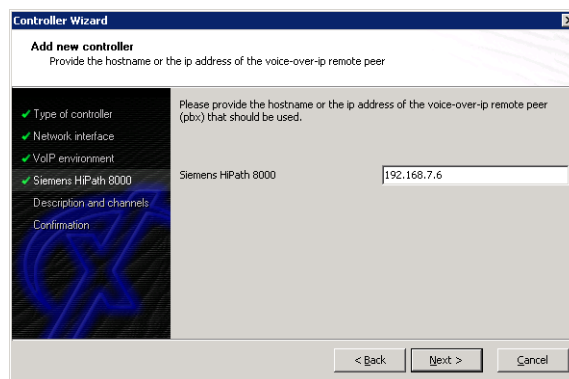 Controller Wizard
Add new controller
Provide the hostname or the ip address of the voice-over-ip remote peer
Type of controller
Network interface
VoIP environment
Siemens HiPath 8000
Description and channels
Confirmation
Please provide the hostname or the ip address of the voice-over-ip remote peer
(pbx) that should be used.
Siemens HiPath 8000
192.168.7.6
< Back
Next >
Cancel